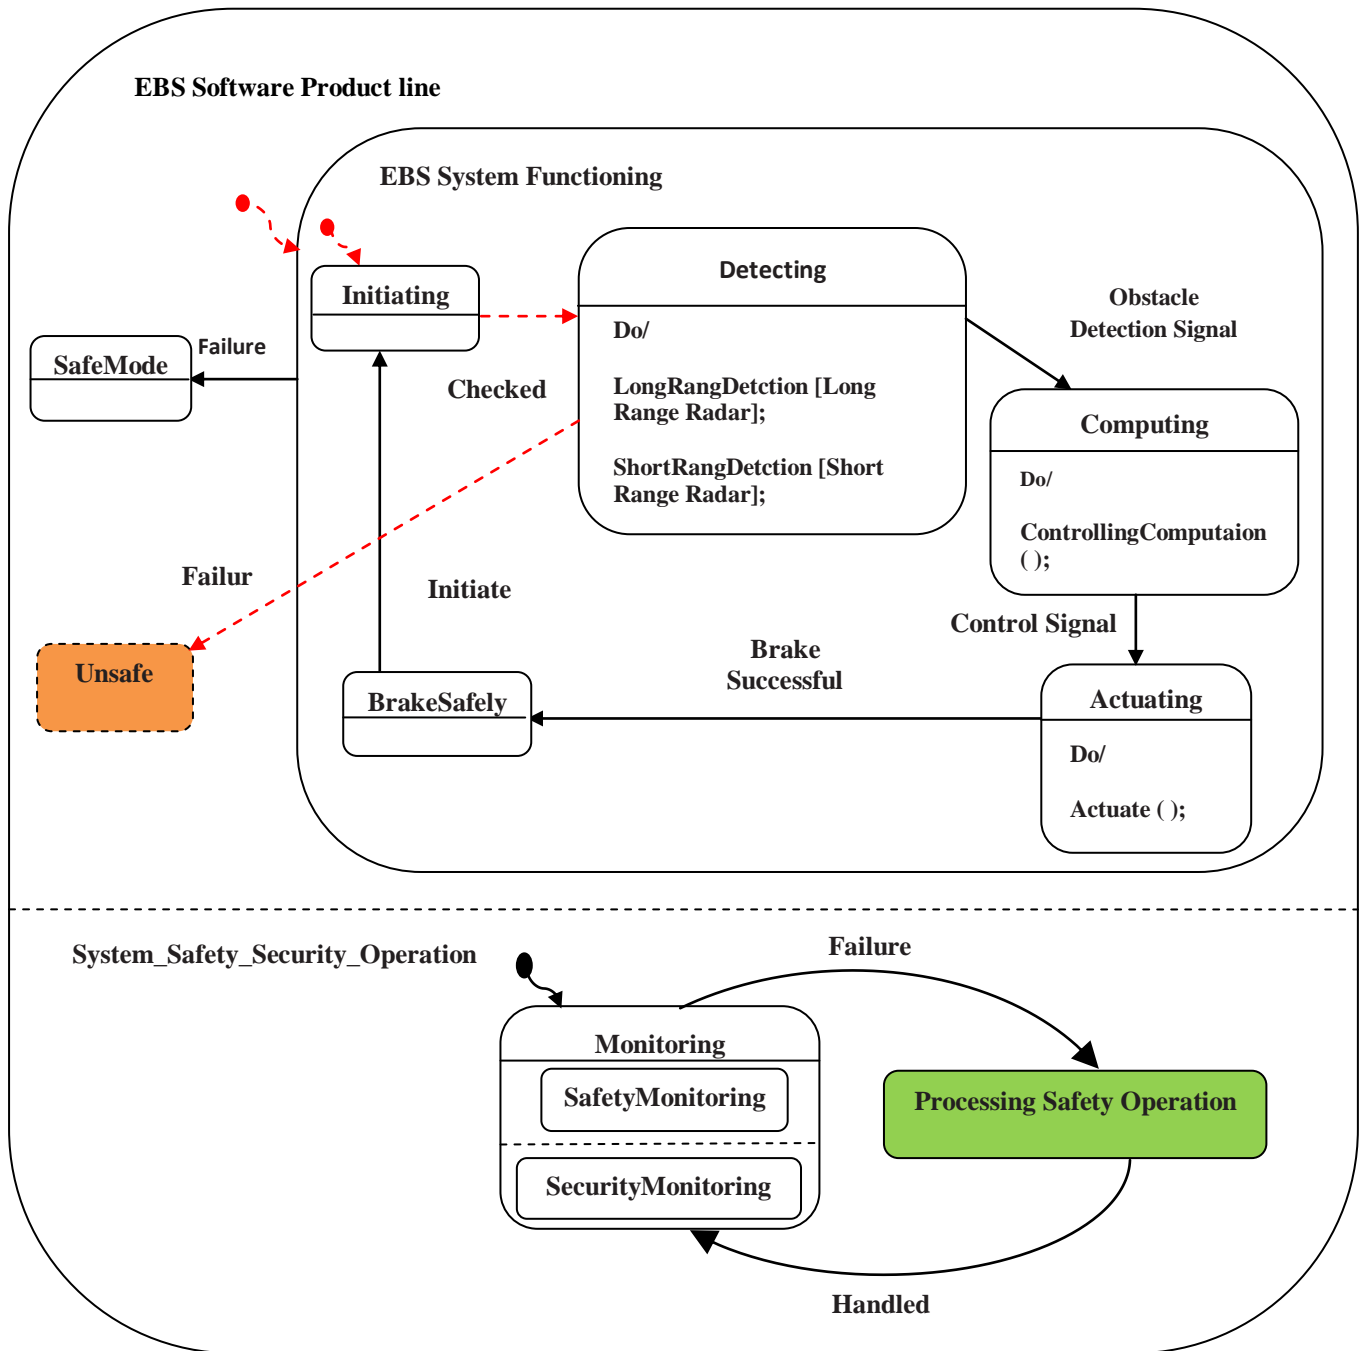 EBS Software Product line
EBS System Functioning
Initiating
Detecting
Do/
LongRangDetction [Long
Range Radar];
ShortRangDetction [Short
Range Radar];
Obstacle
Detection Signal
Failure
SafeMode
Checked
Computing
Do/
ControllingComputaion
( );
Failur
Initiate
Control Signal
Brake
Successful
Unsafe
BrakeSafely
Actuating
Do/
Actuate ( );
System_Safety_Security_Operation
Failure
Monitoring
SafetyMonitoring
SecurityMonitoring
Processing Safety Operation
Handled